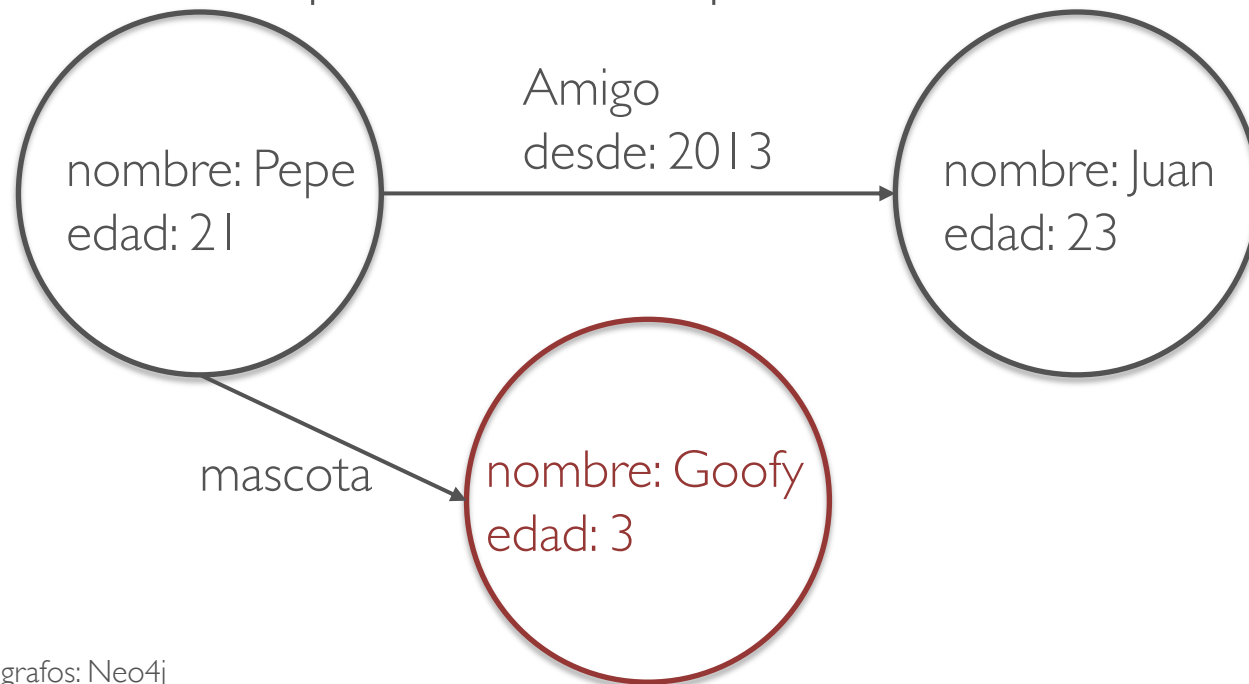 Amigo
desde: 2013
nombre: Pepe
edad: 21
nombre: Juan
edad: 23
mascota
nombre: Goofy
edad: 3
grafos: Neo4j